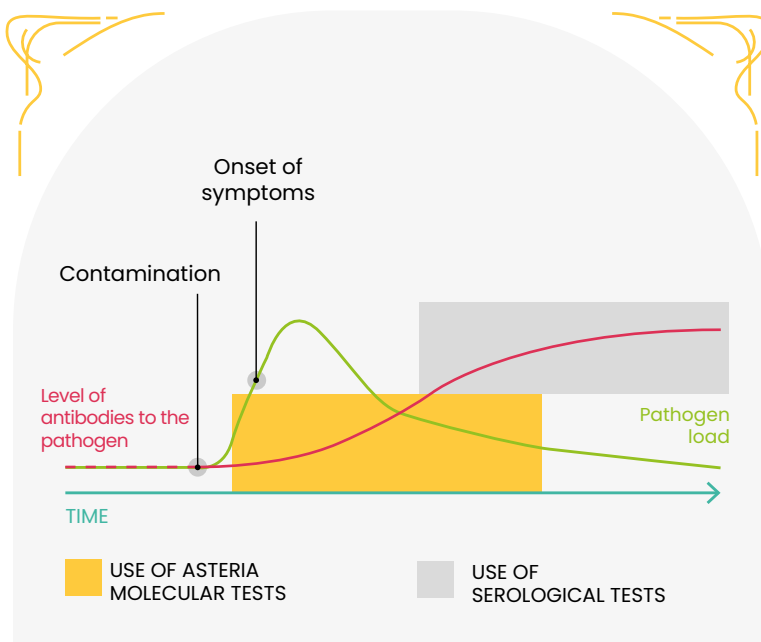 Onset of
symptoms
Contamination
Level of
antibodies to the
pathogen
Pathogen
load
TIME
USE OF ASTERIA
MOLECULAR TESTS
USE OF
SEROLOGICAL TESTS